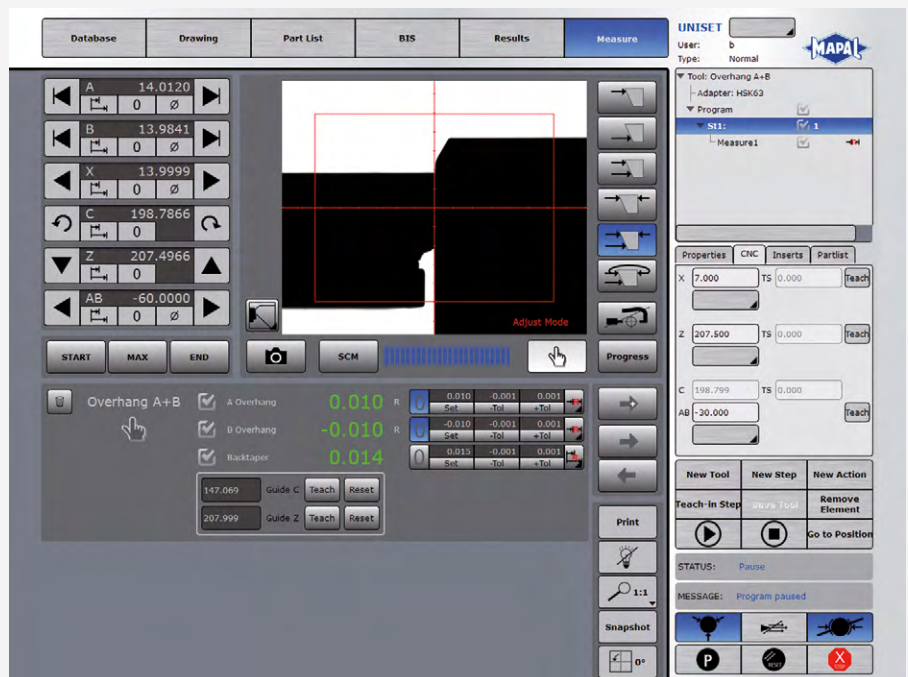 Database Drawing Part List BIS Results Measure
UNISET
User: b
Type: Normal
MAPAL
A 14.0120
0 Ø
B 13.9841
0 Ø
X 13.9999
0 Ø
C 198.7866
0
Z 207.4966
0
AB -60.0000
0 Ø
START MAX END
Adjust Mode
SCM
Progress
Overhang A+B
A Overhang 0.010 R 0 0.010 -0.001 0.001
Set -Tol +Tol
B Overhang -0.010 R 0 -0.010 -0.001 0.001
Set -Tol +Tol
Backtaper 0.014 0 0.015 -0.001 0.001
Set -Tol +Tol
147.069 Guide C Teach Reset
207.999 Guide Z Teach Reset
Print
1:1
Snapshot
0°
Tool: Overhang A+B
Adapter: HSK63
Program
St1: 1
Measure1
Properties CNC Inserts Partlist
X 7.000 TS 0.000 Teach
Z 207.500 TS 0.000 Teach
C 198.799 TS 0.000
AB -30.000 Teach
New Tool New Step New Action
Teach-in Step Save Tool Remove Element
Go to Position
STATUS: Pause
MESSAGE: Program paused
P RESET X STOP